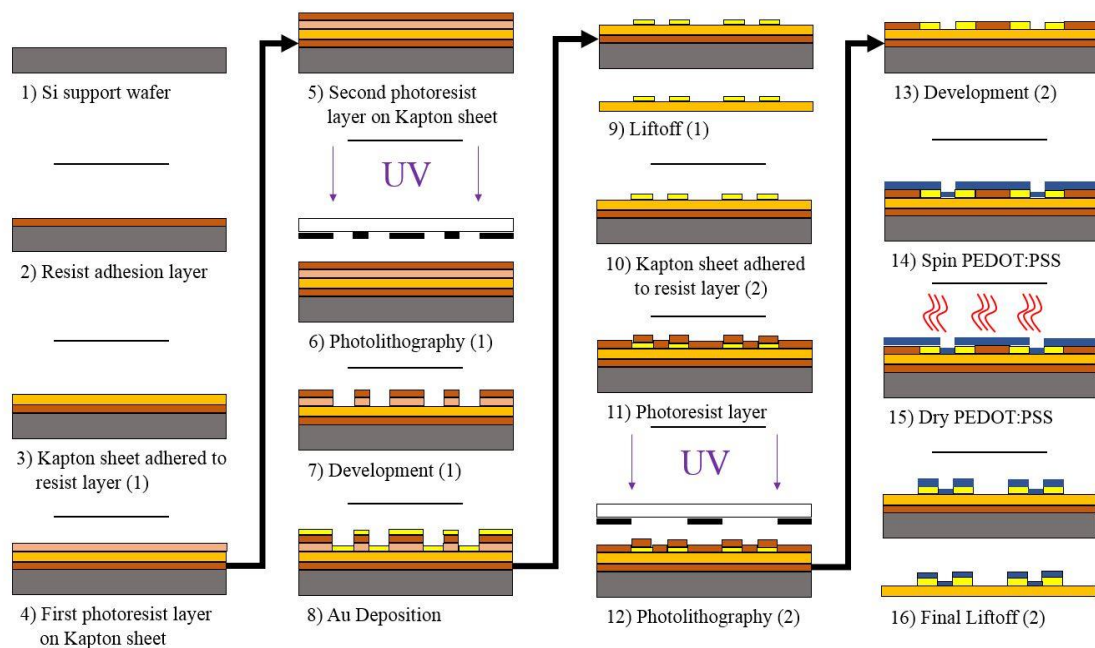 1) Si support wafer
2) Resist adhesion layer
3) Kapton sheet adhered to
resist layer (1)
4) First photoresist layer
on Kapton sheet
5) Second photoresist
layer on Kapton sheet
UV
6) Photolithography (1)
7) Development (1)
8) Au Deposition
9) Liftoff (1)
10) Kapton sheet adhered
to resist layer (2)
11) Photoresist layer
UV
12) Photolithography (2)
13) Development (2)
14) Spin PEDOT:PSS
15) Dry PEDOT:PSS
16) Final Liftoff (2)